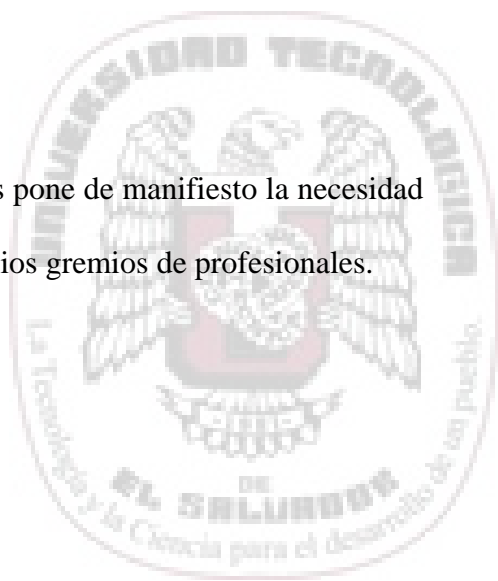 UNIVERSIDAD TECNOLOGICA
s pone de manifiesto la necesidad
ios gremios de profesionales.
La Tecnología y la Ciencia para el desarrollo de un pueblo.
DE
EL SALVADOR